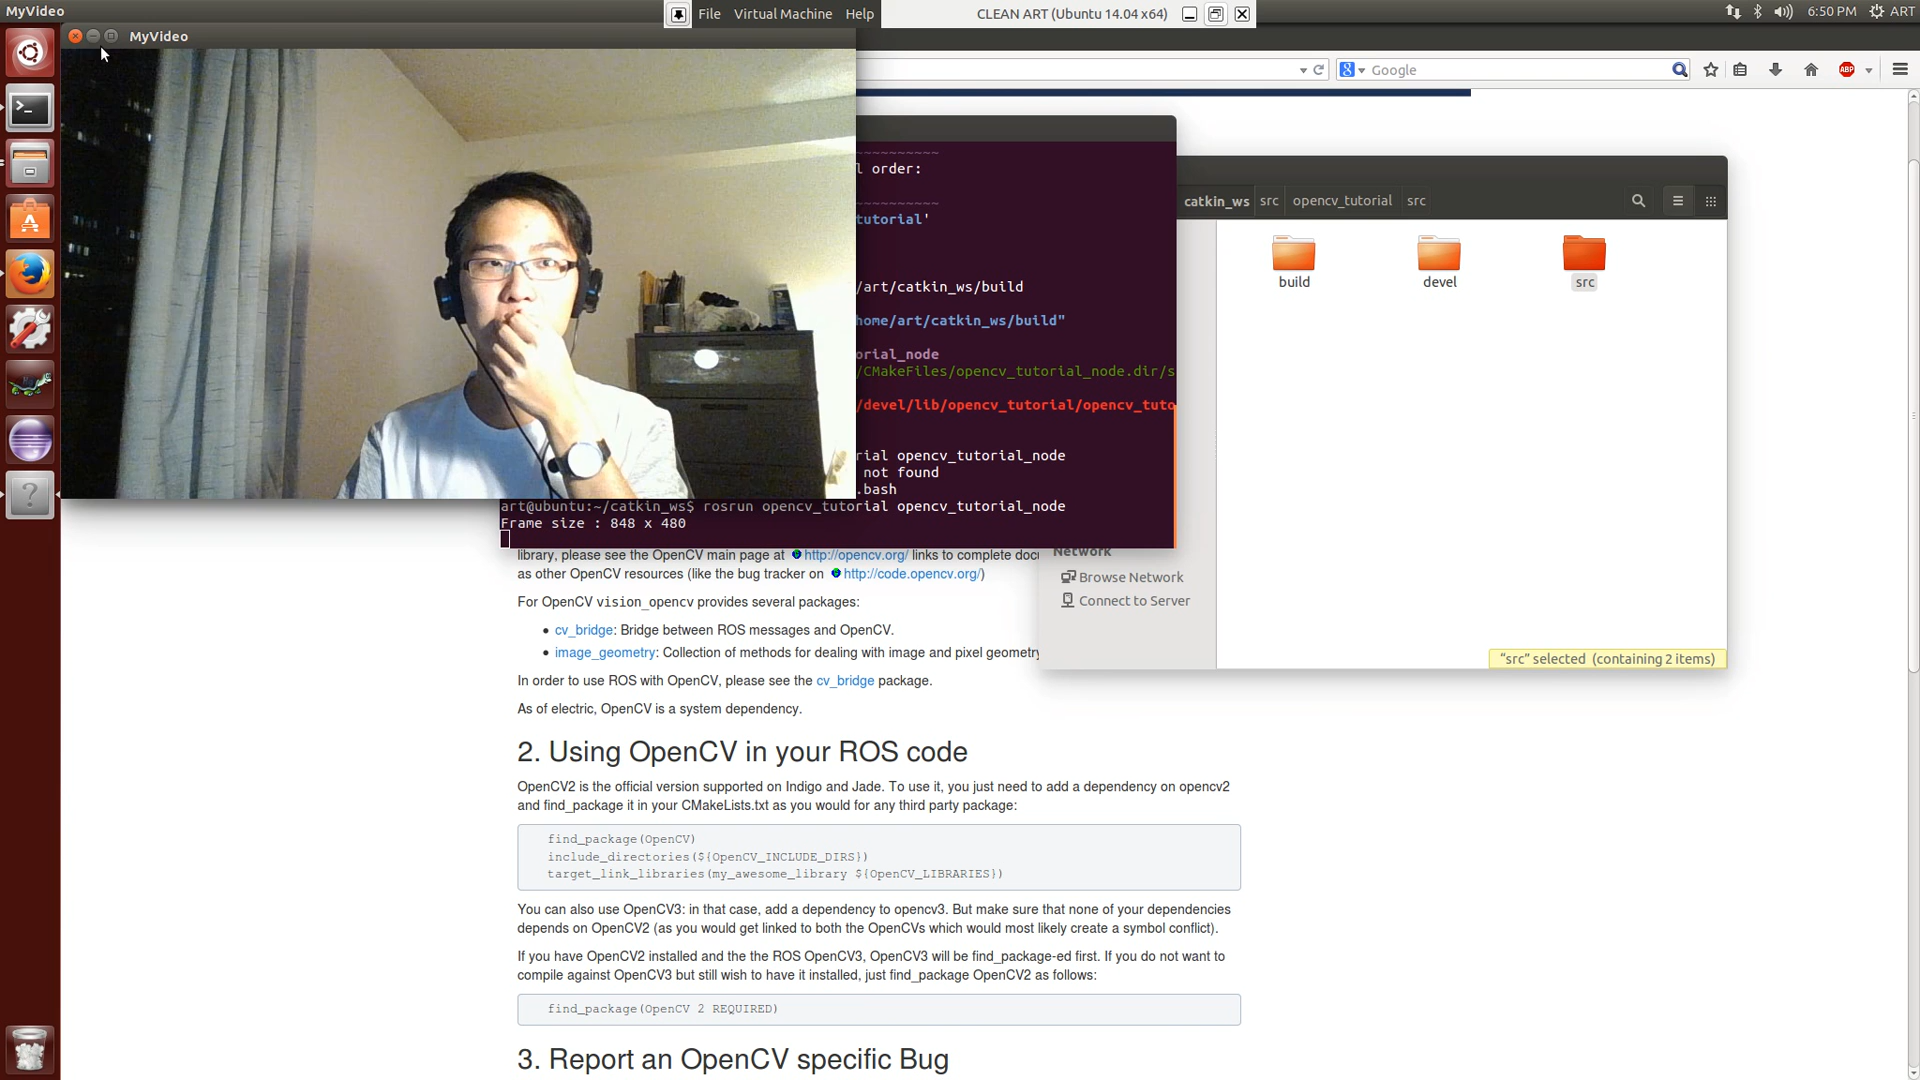 MyVideo
File Virtual Machine Help
CLEAN ART (Ubuntu 14.04 x64)
6:50 PM ART
MyVideo
Google
ABP
l order:
tutorial'
/art/catkin_ws/build
home/art/catkin_ws/build"
orial_node
/CMakeFiles/opencv_tutorial_node.dir/s
/devel/lib/opencv_tutorial/opencv_tuto
rial opencv_tutorial_node
not found
.bash
art@ubuntu:~/catkin_ws$ rosrun opencv_tutorial opencv_tutorial_node
Frame size : 848 x 480
catkin_ws src opencv_tutorial src
build devel src
Network
Browse Network
Connect to Server
"src" selected (containing 2 items)
library, please see the OpenCV main page at http://opencv.org/ links to complete docu
as other OpenCV resources (like the bug tracker on http://code.opencv.org/)
For OpenCV vision_opencv provides several packages:
• cv_bridge: Bridge between ROS messages and OpenCV.
• image_geometry: Collection of methods for dealing with image and pixel geometry
In order to use ROS with OpenCV, please see the cv_bridge package.
As of electric, OpenCV is a system dependency.
2. Using OpenCV in your ROS code
OpenCV2 is the official version supported on Indigo and Jade. To use it, you just need to add a dependency on opencv2
and find_package it in your CMakeLists.txt as you would for any third party package:
find_package(OpenCV)
include_directories(${OpenCV_INCLUDE_DIRS})
target_link_libraries(my_awesome_library ${OpenCV_LIBRARIES})
You can also use OpenCV3: in that case, add a dependency to opencv3. But make sure that none of your dependencies
depends on OpenCV2 (as you would get linked to both the OpenCVs which would most likely create a symbol conflict).
If you have OpenCV2 installed and the the ROS OpenCV3, OpenCV3 will be find_package-ed first. If you do not want to
compile against OpenCV3 but still wish to have it installed, just find_package OpenCV2 as follows:
find_package(OpenCV 2 REQUIRED)
3. Report an OpenCV specific Bug